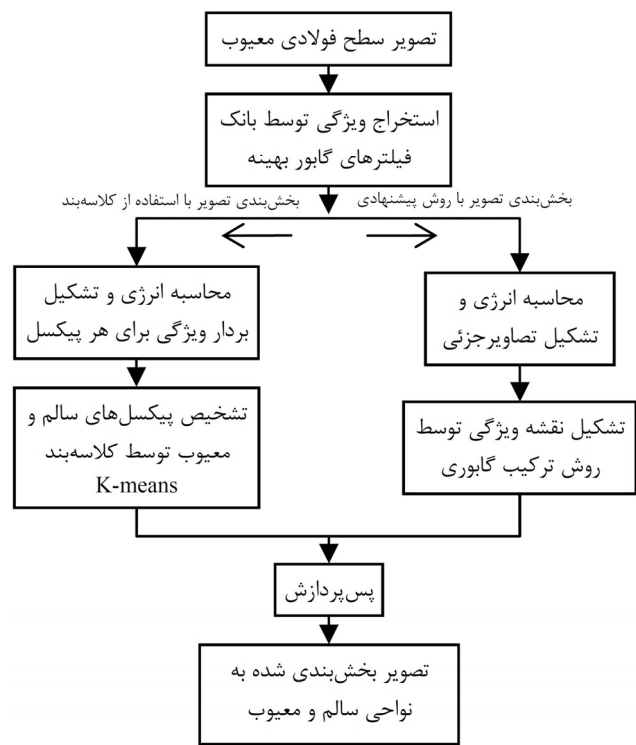 تصویر سطح فولادی معیوب
استخراج ویژگی توسط بانک
فیلترهای گابور بهینه
بخش‌بندی تصویر با روش پیشنهادی
بخش‌بندی تصویر با استفاده از کلاسه‌بند
محاسبه انرژی و
تشکیل تصاویرجزئی
محاسبه انرژی و تشکیل
بردار ویژگی برای هر پیکسل
تشکیل نقشه ویژگی توسط
روش ترکیب گابوری
تشخیص پیکسل‌های سالم و
معیوب توسط کلاسه‌بند
K-means
پس‌پردازش
تصویر بخش‌بندی شده به
نواحی سالم و معیوب